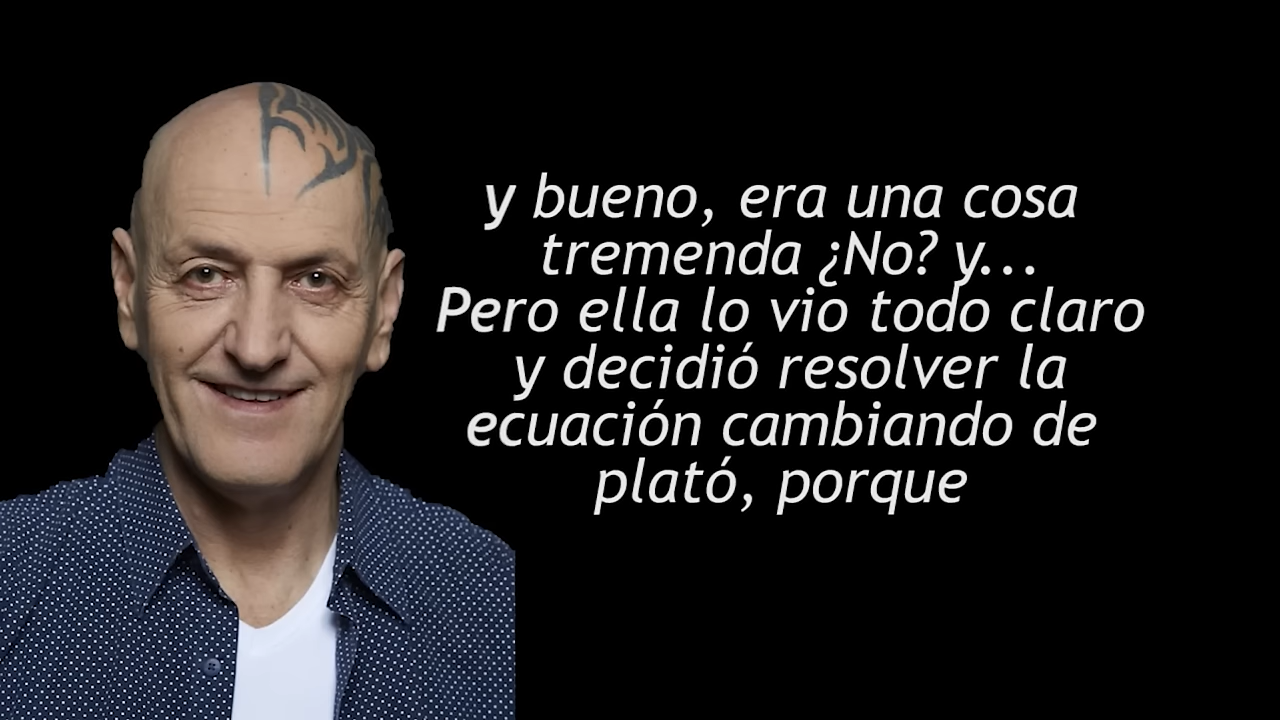 y bueno, era una cosa
tremenda ¿No? y...
Pero ella lo vio todo claro
y decidió resolver la
ecuación cambiando de
plató, porque